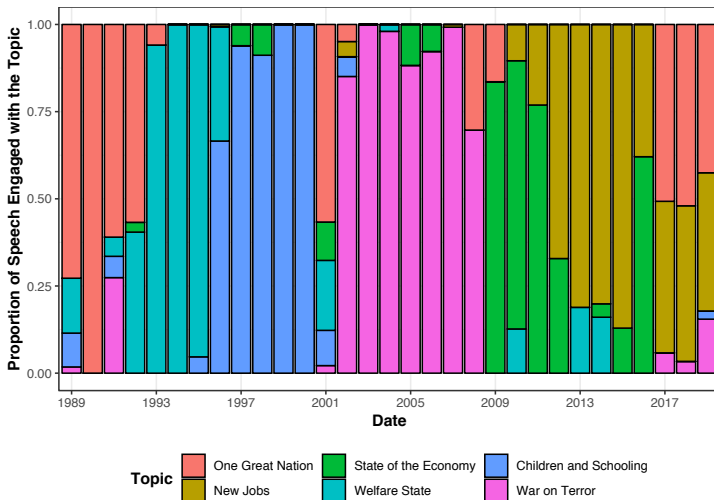 Proportion of Speech Engaged with the Topic
1.00
0.75
0.50
0.25
0.00
1989 1993 1997 2001 2005 2009 2013 2017
Date
Topic
One Great Nation State of the Economy Children and Schooling
New Jobs Welfare State War on Terror